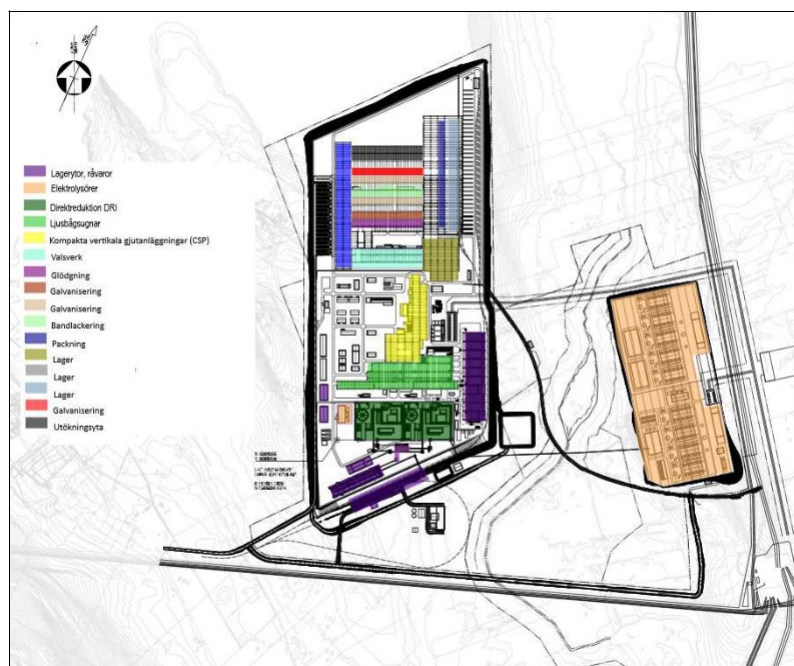 Lagerytor, råvaror
Elektrolysörer
Direktreduktion DRI
Ljusbågsugnar
Kompakta vertikala gjutanläggningar (CSP)
Valsverk
Glödgning
Galvanisering
Galvanisering
Bandlackering
Packning
Lager
Lager
Lager
Galvanisering
Utökningsyta